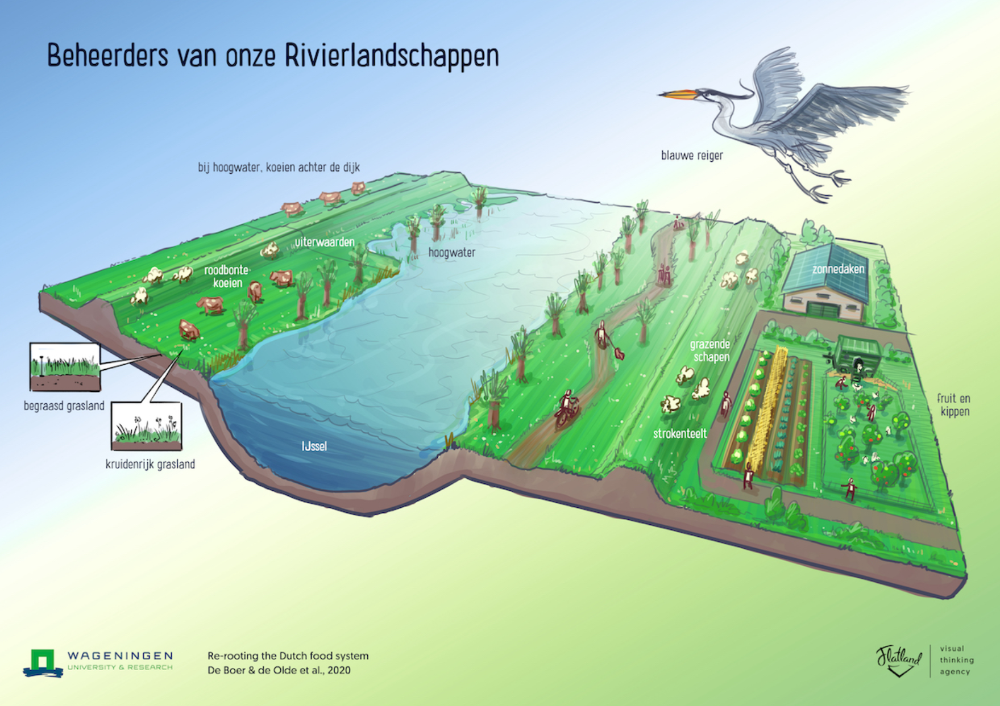 Beheerders van onze Rivierlandschappen
blauwe reiger
bij hoogwater, koeien achter de dijk
uiterwaarden
hoogwater
roodbonte
koeien
zonnedaken
grazende
schapen
begraasd grasland
fruit en
kippen
strokenteelt
IJssel
kruidenrijk grasland
WAGENINGEN
UNIVERSITY & RESEARCH
Re-rooting the Dutch food system
De Boer & de Olde et al., 2020
Flatland
visual
thinking
agency